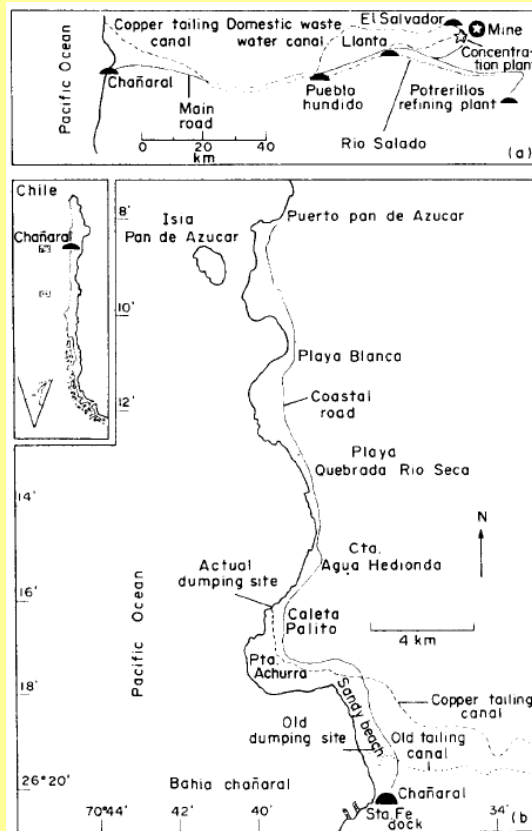 Copper tailing
canal
Domestic waste
water canal
El Salvador
Llanta
Mine
Concentra-
tion plant
Pacific Ocean
Chañaral
Main
road
Pueblo
hundido
Potrerillos
refining plant
Rio Salado
0 20 40
km
(a)
Chile
Chañaral
8'
10'
12'
14'
16'
18'
26°20'
Isla
Pan de Azucar
Puerto pan de Azucar
Playa Blanca
Coastal
road
Playa
Quebrada Rio Seca
N
Cta.
Agua Hedionda
Actual
dumping site
Caleta
Palito
4 km
Pacific Ocean
Pta.
Achurra
Sandy beach
Copper tailing
canal
Old
dumping site
Old tailing
canal
Bahia chañaral
Chañaral
Sta. Fe
dock
70°44' 42' 40' 34'
(b)